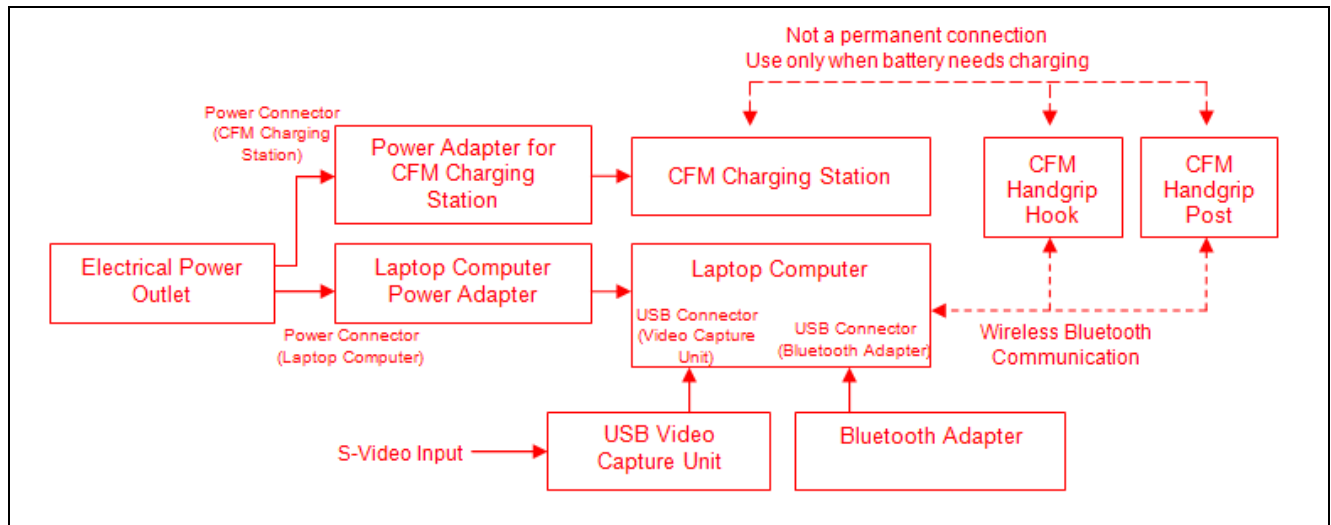 Not a permanent connection
Use only when battery needs charging
Power Connector
(CFM Charging
Station)
Power Adapter for
CFM Charging
Station
CFM Charging Station
CFM
Handgrip
Hook
CFM
Handgrip
Post
Electrical Power
Outlet
Laptop Computer
Power Adapter
Laptop Computer
USB Connector
(Video Capture
Unit)
USB Connector
(Bluetooth Adapter)
Power Connector
(Laptop Computer)
Wireless Bluetooth
Communication
S-Video Input
USB Video
Capture Unit
Bluetooth Adapter